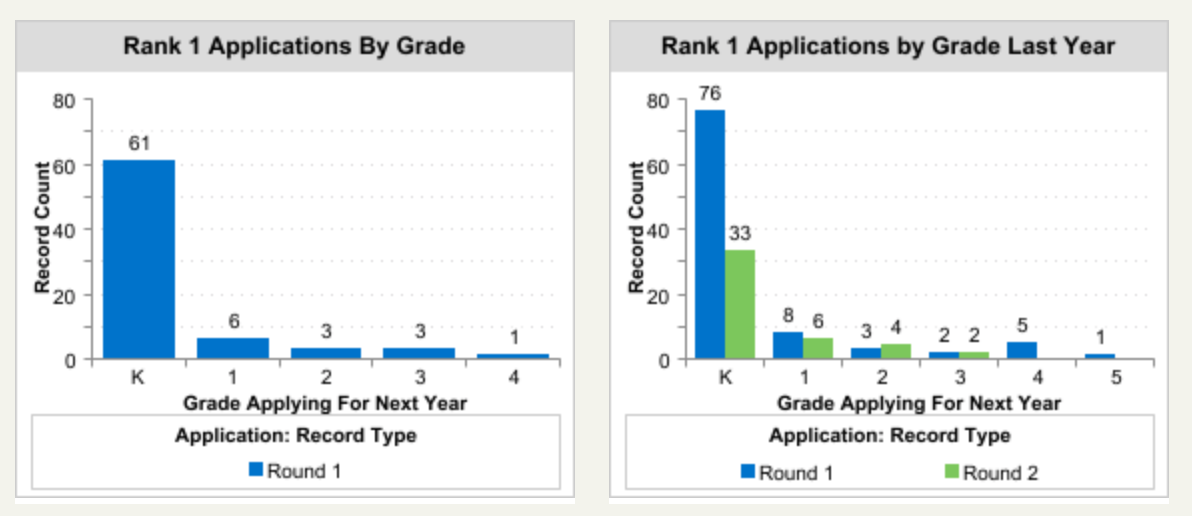 Rank 1 Applications By Grade
80
60
40
20
0
Record Count
61
6
3
3
1
K 1 2 3 4
Grade Applying For Next Year
Application: Record Type
Round 1
Rank 1 Applications by Grade Last Year
80
60
40
20
0
Record Count
76
33
8
6
3
4
2
2
5
1
K 1 2 3 4 5
Grade Applying For Next Year
Application: Record Type
Round 1 Round 2